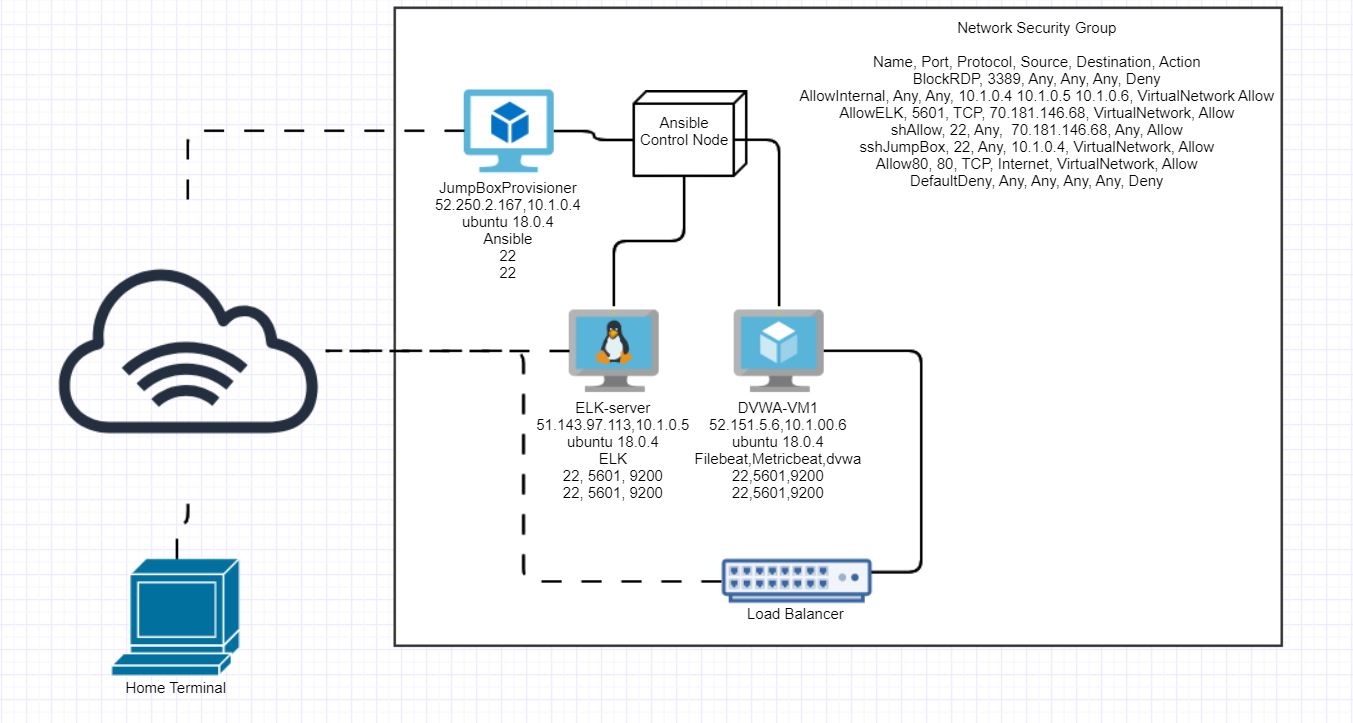 Network Security Group
Name, Port, Protocol, Source, Destination, Action
BlockRDP, 3389, Any, Any, Any, Deny
AllowInternal, Any, Any, 10.1.0.4 10.1.0.5 10.1.0.6, VirtualNetwork Allow
AllowELK, 5601, TCP, 70.181.146.68, VirtualNetwork, Allow
shAllow, 22, Any, 70.181.146.68, Any, Allow
sshJumpBox, 22, Any, 10.1.0.4, VirtualNetwork, Allow
Allow80, 80, TCP, Internet, VirtualNetwork, Allow
DefaultDeny, Any, Any, Any, Any, Deny
Ansible
Control Node
JumpBoxProvisioner
52.250.2.167,10.1.0.4
ubuntu 18.0.4
Ansible
22
22
ELK-server
51.143.97.113,10.1.0.5
ubuntu 18.0.4
ELK
22, 5601, 9200
22, 5601, 9200
DVWA-VM1
52.151.5.6,10.1.00.6
ubuntu 18.0.4
Filebeat,Metricbeat,dvwa
22,5601,9200
22,5601,9200
Load Balancer
Home Terminal